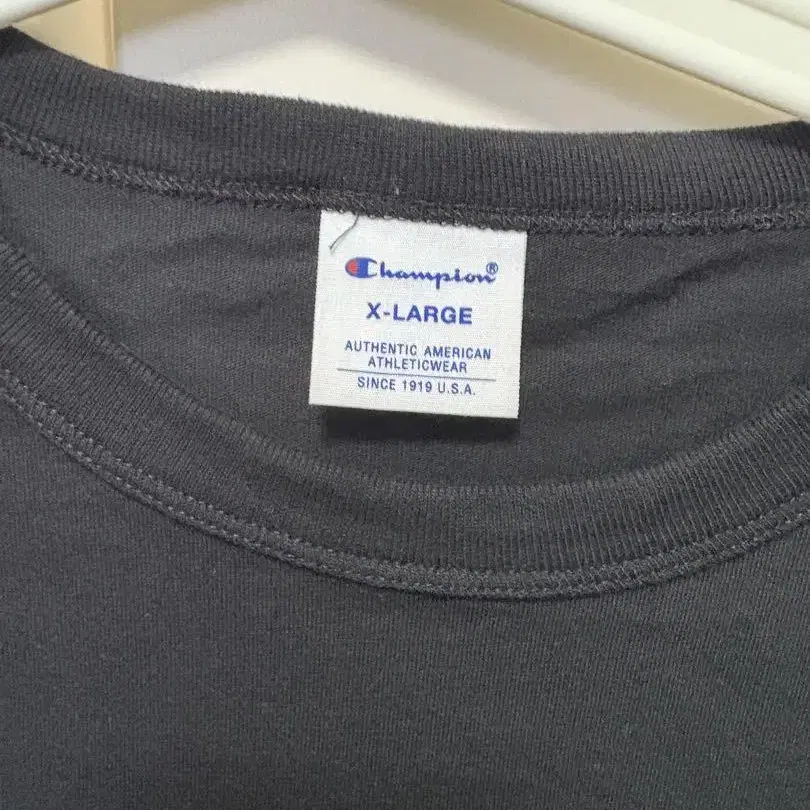 Champion®
X-LARGE
AUTHENTIC AMERICAN
ATHLETICWEAR
SINCE 1919 U.S.A.